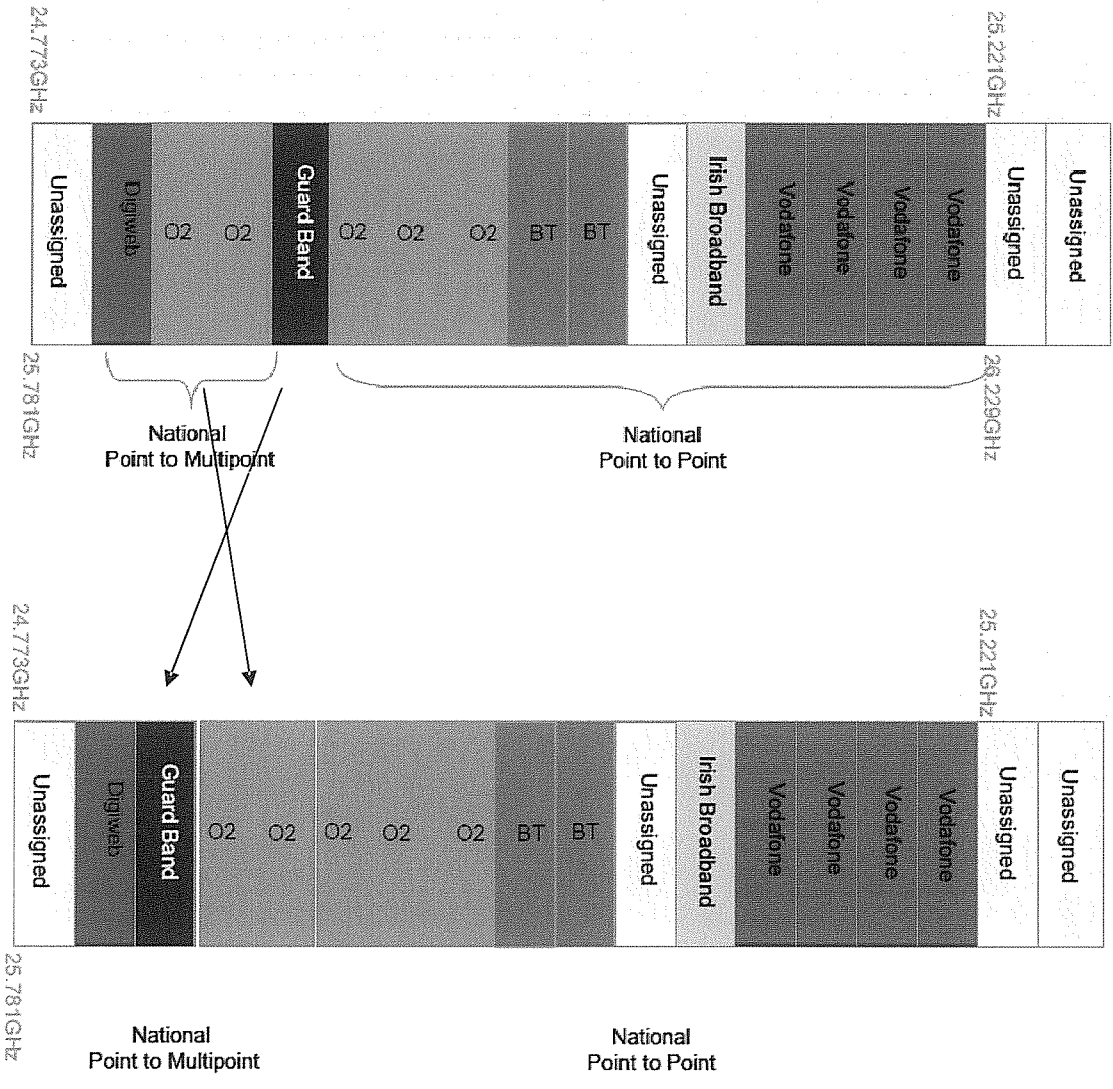 24.773GHz
25.221GHz
Unassigned
Digiweb
O2
O2
Guard Band
O2
O2
O2
BT
BT
Unassigned
Irish Broadband
Vodafone
Vodafone
Vodafone
Vodafone
Unassigned
Unassigned
25.781GHz
26.229GHz
National
Point to Multipoint
National
Point to Point
24.773GHz
25.221GHz
Unassigned
Digiweb
Guard Band
O2
O2
O2
O2
O2
BT
BT
Unassigned
Irish Broadband
Vodafone
Vodafone
Vodafone
Vodafone
Unassigned
Unassigned
25.781GHz
National
Point to Multipoint
National
Point to Point